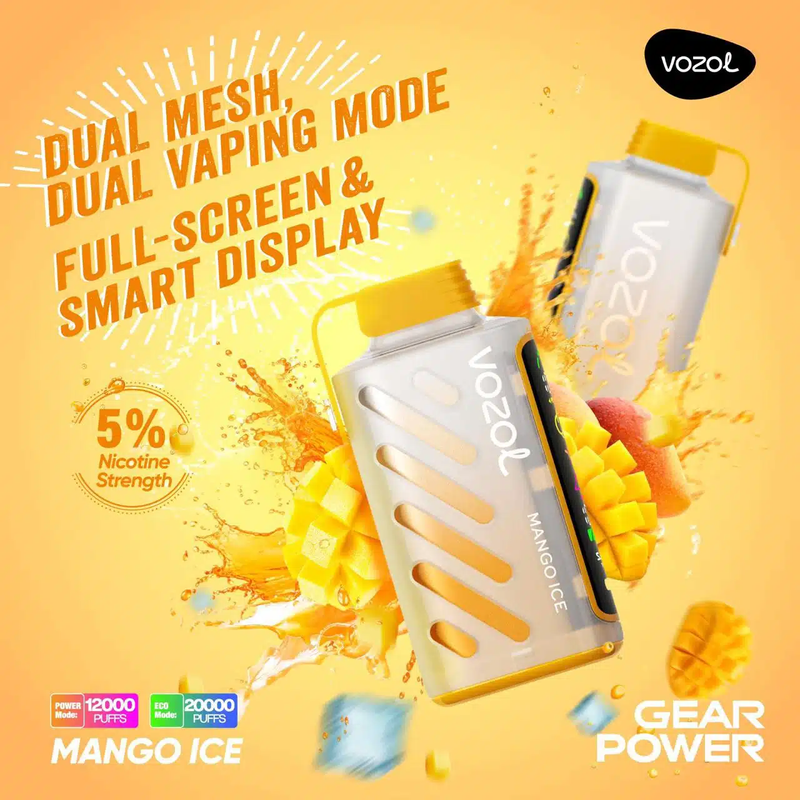 VOZOL
DUAL MESH,
DUAL VAPING MODE
FULL-SCREEN &
SMART DISPLAY
VOZOL
VOZOL
MANGO ICE
5%
Nicotine
Strength
POWER Mode: 12000 PUFFS
ECO Mode: 20000 PUFFS
MANGO ICE
GEAR
POWER